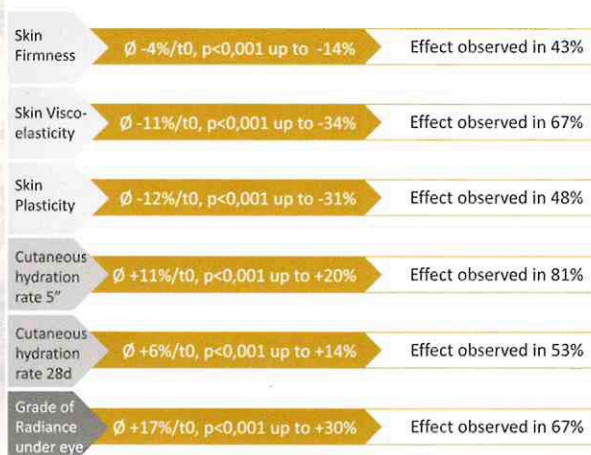 Skin
Firmness
Ø -4%/t0, p<0,001 up to -14%
Effect observed in 43%
Skin Visco-
elasticity
Ø -11%/t0, p<0,001 up to -34%
Effect observed in 67%
Skin
Plasticity
Ø -12%/t0, p<0,001 up to -31%
Effect observed in 48%
Cutaneous
hydration
rate 5"
Ø +11%/t0, p<0,001 up to +20%
Effect observed in 81%
Cutaneous
hydration
rate 28d
Ø +6%/t0, p<0,001 up to +14%
Effect observed in 53%
Grade of
Radiance
under eye
Ø +17%/t0, p<0,001 up to +30%
Effect observed in 67%